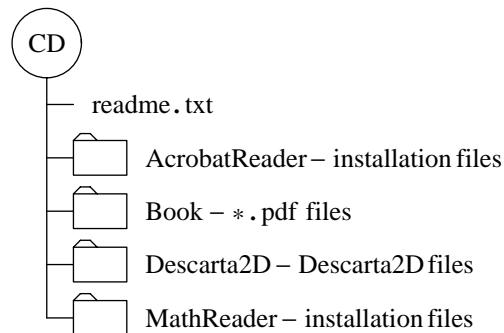 CD
readme.txt
AcrobatReader – installation files
Book – *.pdf files
Descarta2D – Descarta2D files
MathReader – installation files